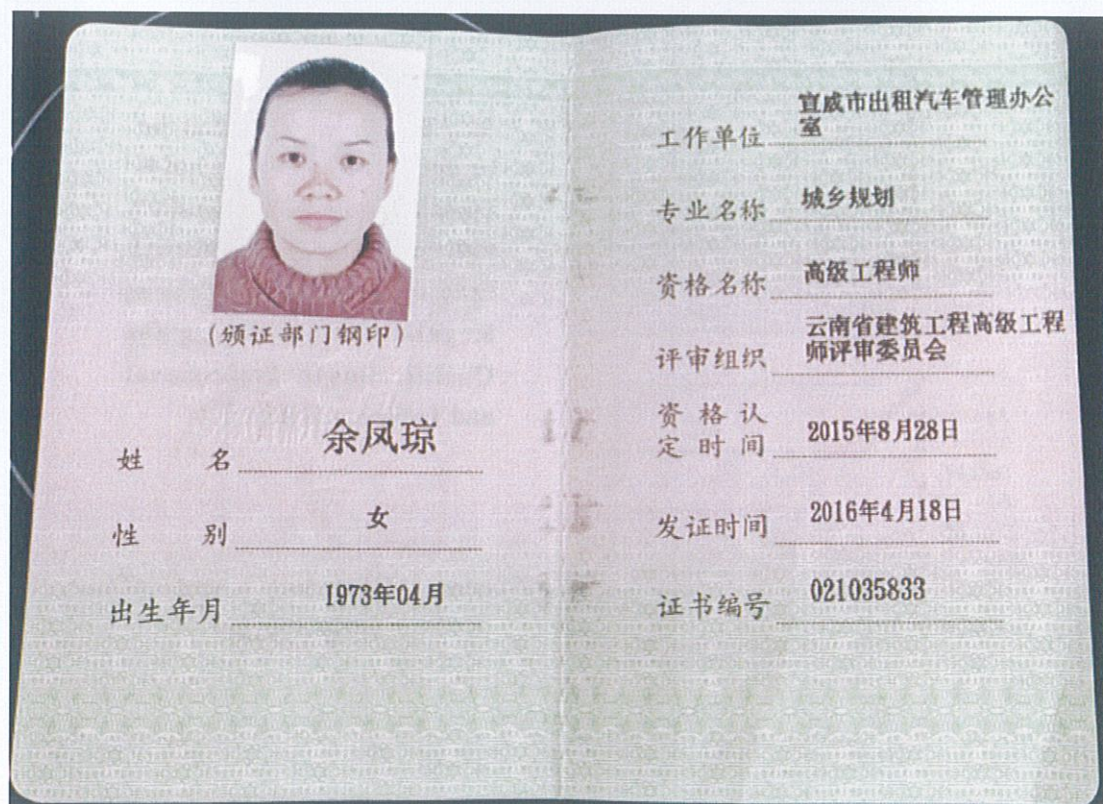 (颁证部门钢印)
姓 名 余凤琼
性 别 女
出生年月 1973年04月
工作单位 宣威市出租汽车管理办公
室
专业名称 城乡规划
资格名称 高级工程师
评审组织 云南省建筑工程高级工程
师评审委员会
资 格 认
定 时 间 2015年8月28日
发证时间 2016年4月18日
证书编号 021035833